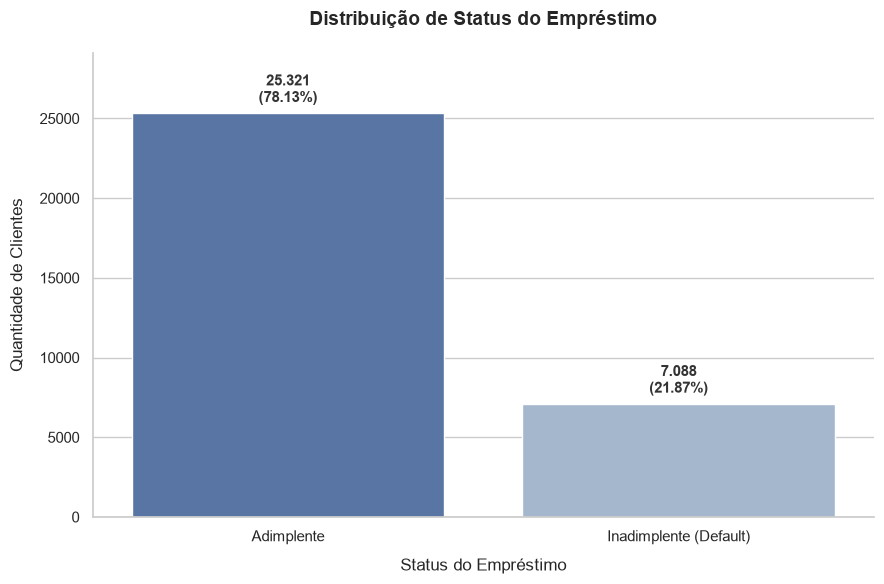 Distribuição de Status do Empréstimo
25.321
(78.13%)
7.088
(21.87%)
25000
20000
15000
10000
5000
0
Quantidade de Clientes
Adimplente
Inadimplente (Default)
Status do Empréstimo